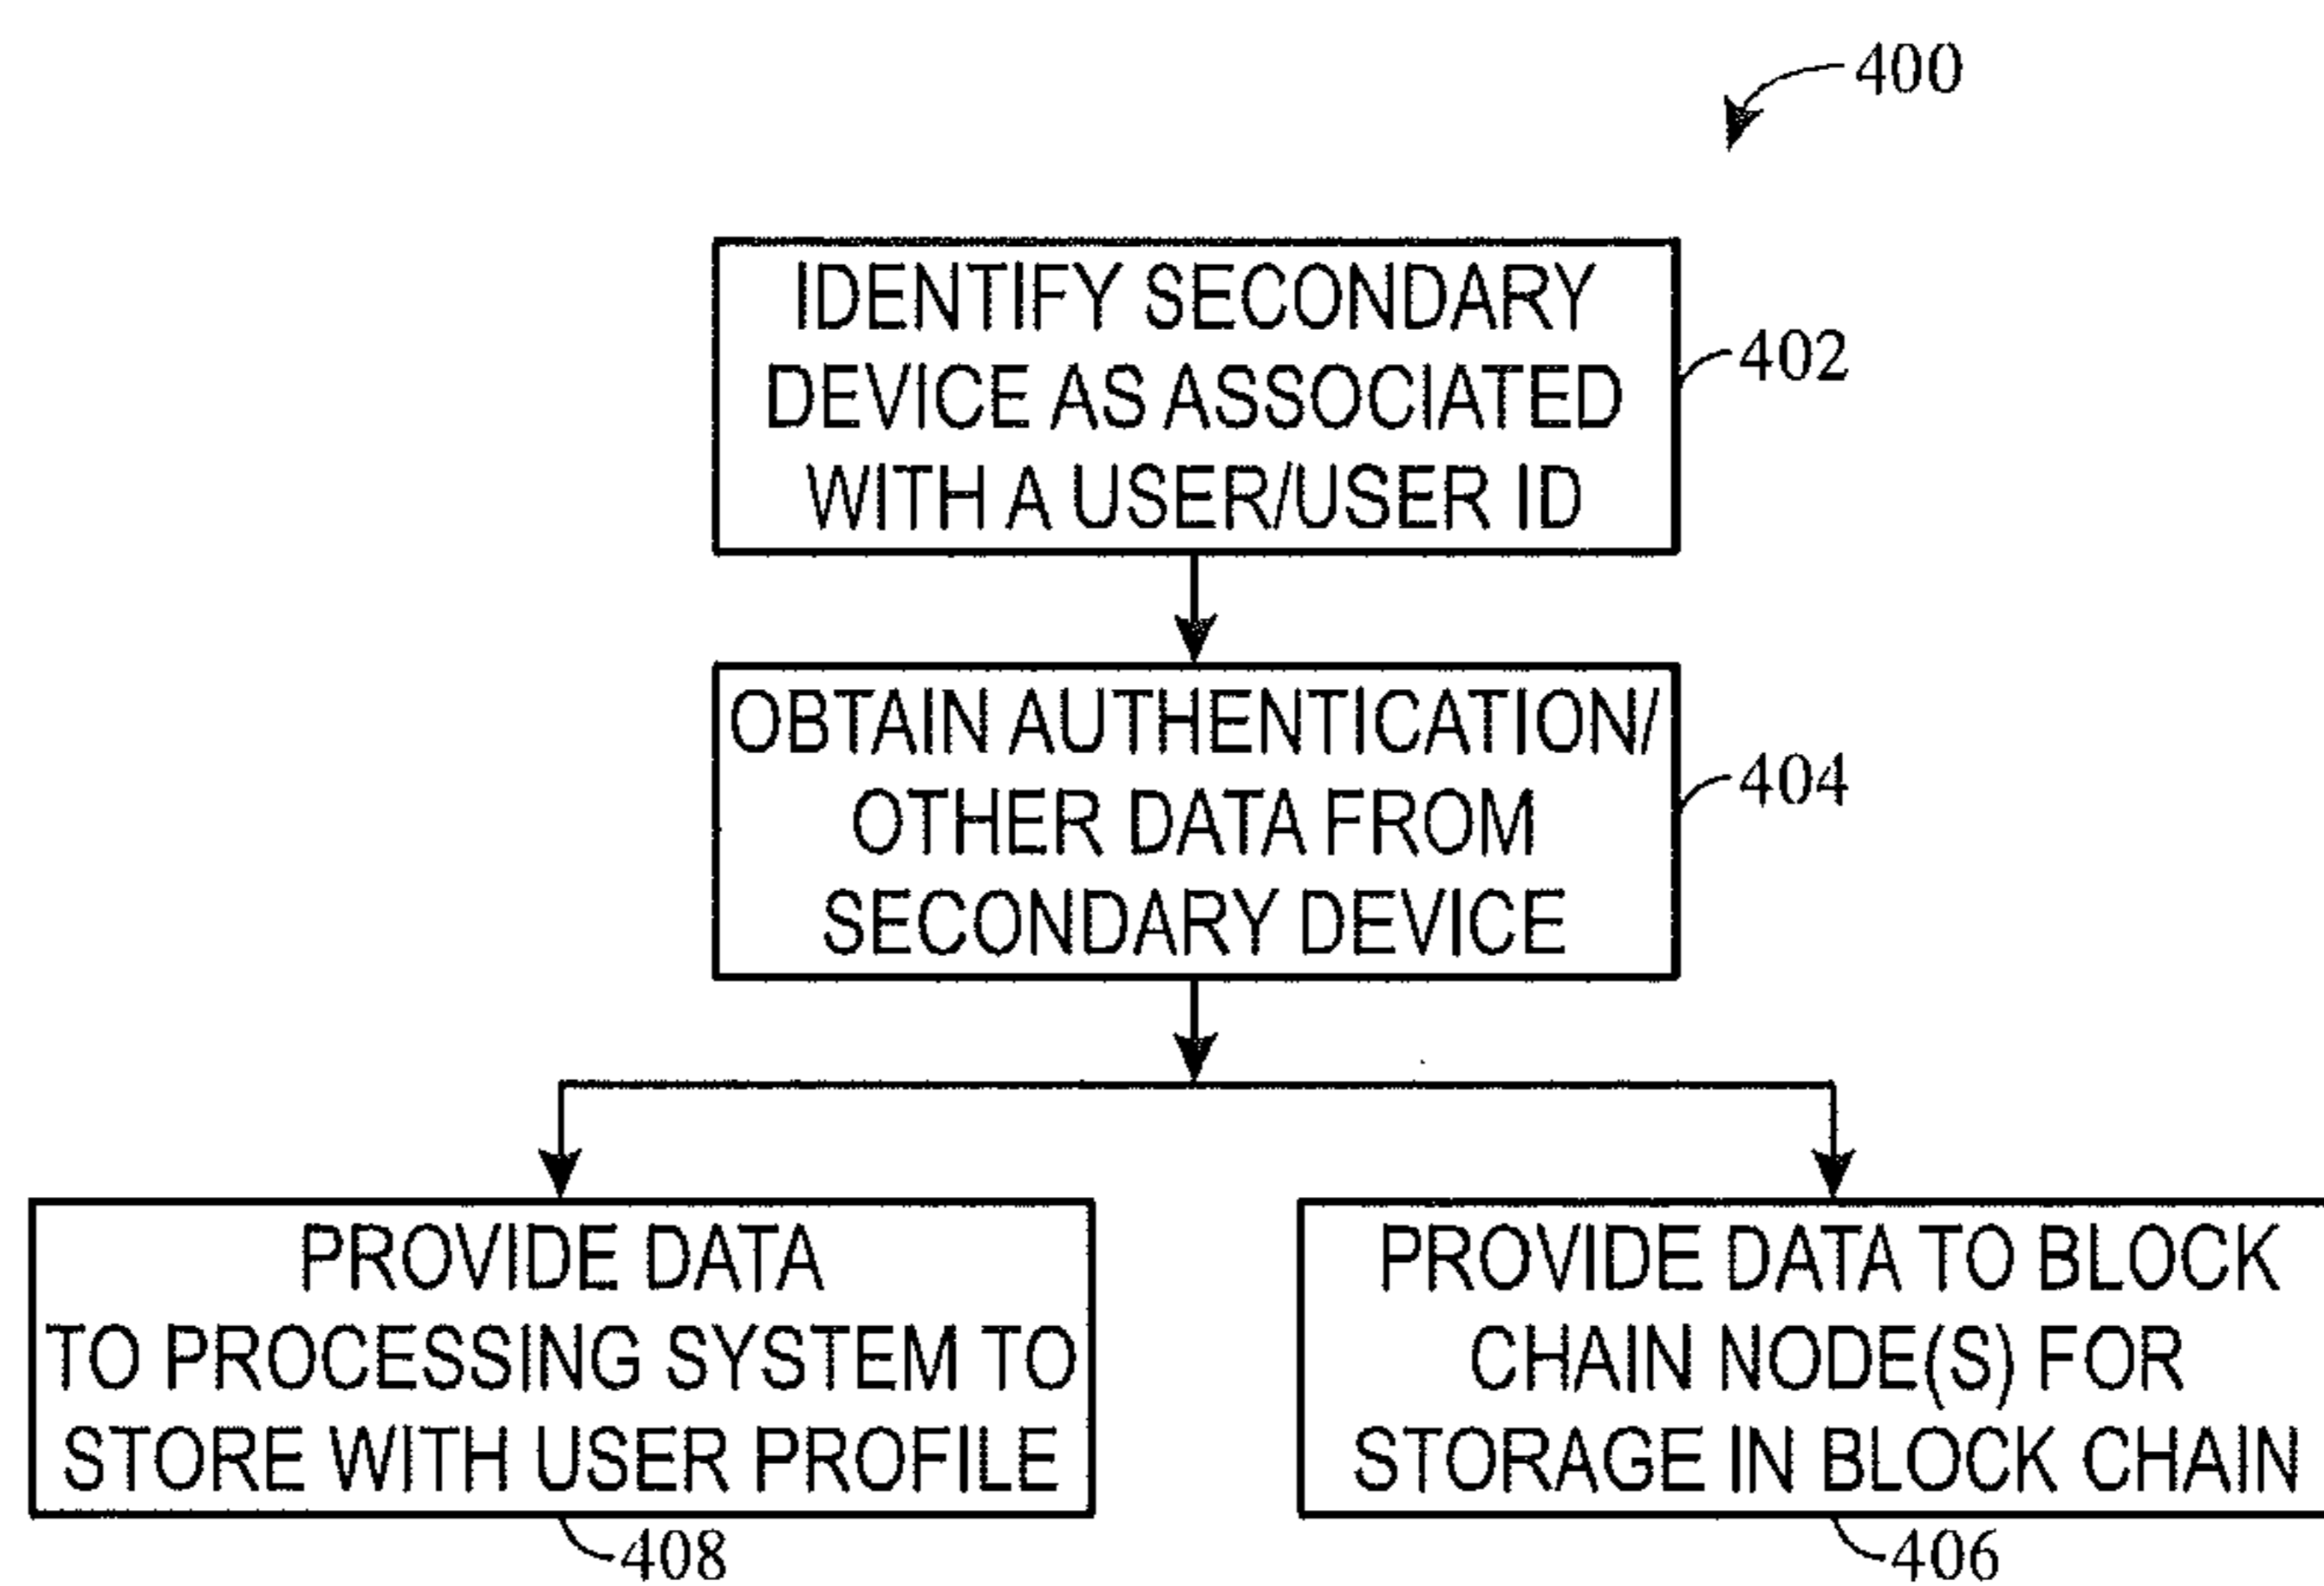 400
IDENTIFY SECONDARY
DEVICE AS ASSOCIATED
WITH A USER/USER ID
402
OBTAIN AUTHENTICATION/
OTHER DATA FROM
SECONDARY DEVICE
404
PROVIDE DATA
TO PROCESSING SYSTEM TO
STORE WITH USER PROFILE
408
PROVIDE DATA TO BLOCK
CHAIN NODE(S) FOR
STORAGE IN BLOCK CHAIN
406